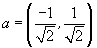 a = (-1/√2, 1/√2)